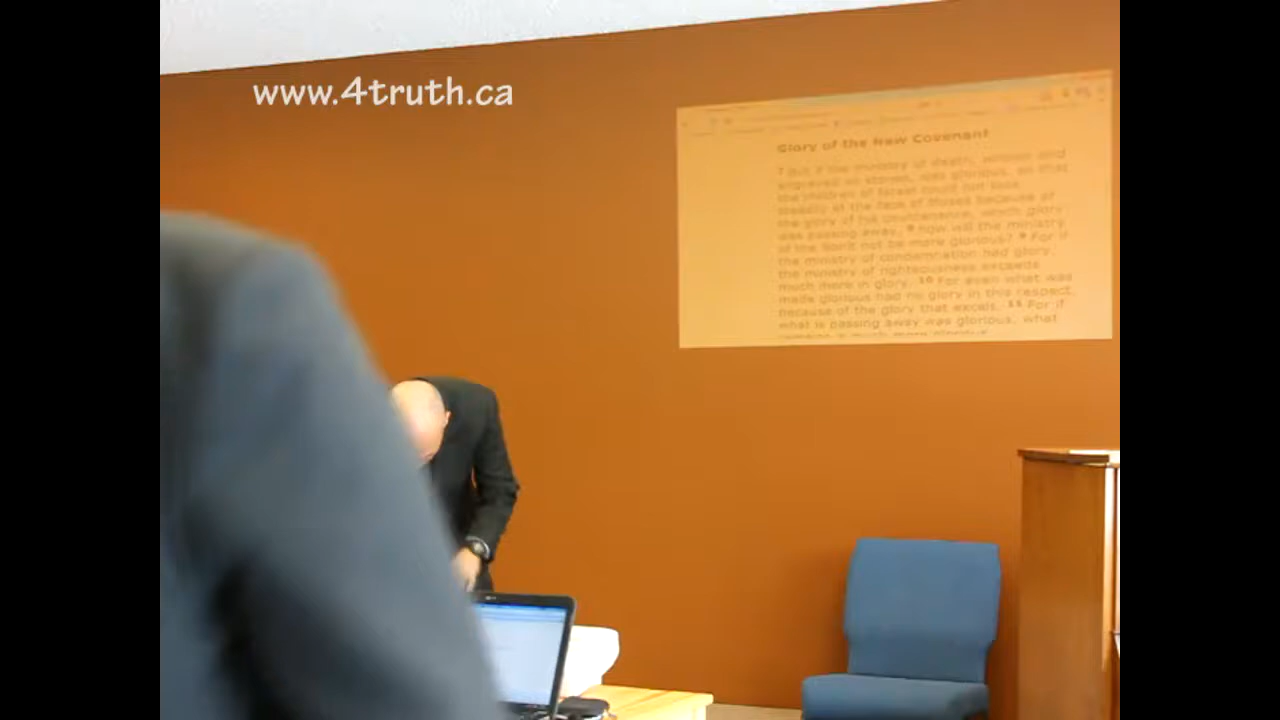 www.4truth.ca
Glory of the New Covenant
7 But if the ministry of death, written and
engraved on stones, was glorious, so that
the children of Israel could not look
steadily at the face of Moses because of
the glory of his countenance, which glory
was passing away, 8 how will the ministry
of the Spirit not be more glorious? 9 For if
the ministry of condemnation had glory,
the ministry of righteousness exceeds
much more in glory. 10 For even what was
made glorious had no glory in this respect,
because of the glory that excels. 11 For if
what is passing away was glorious, what
remains is much more glorious.